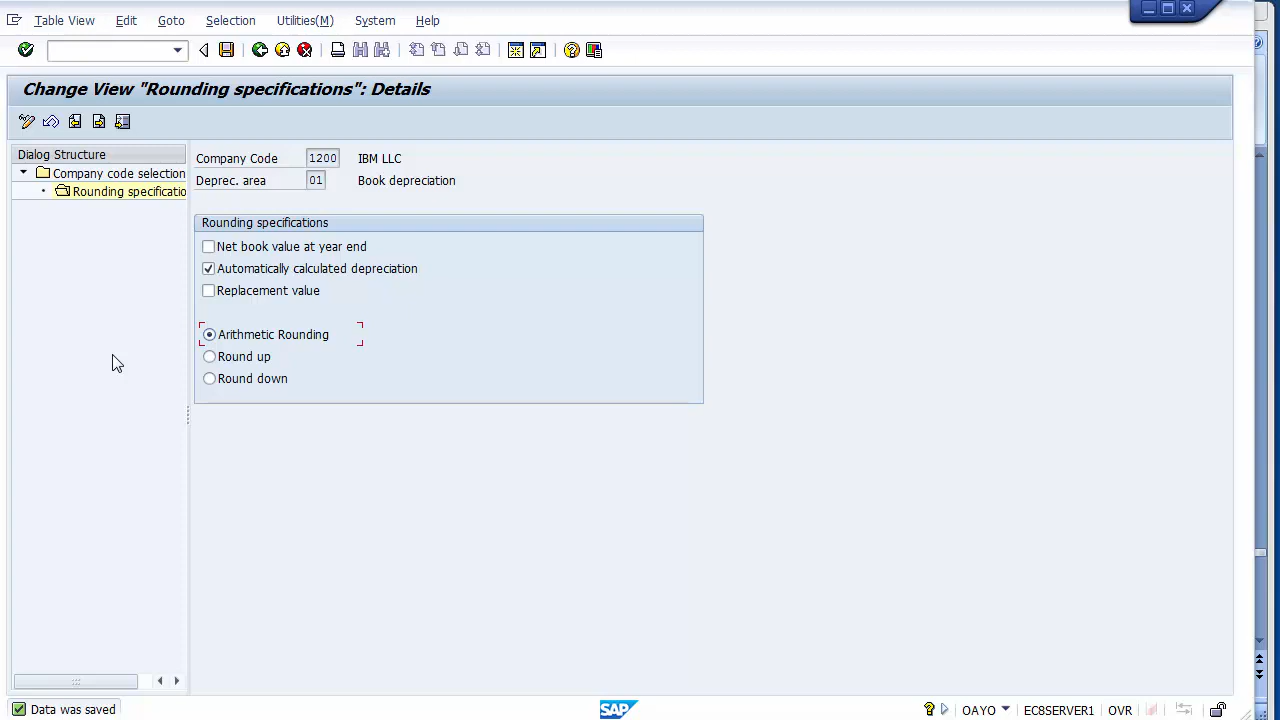 Table View Edit Goto Selection Utilities(M) System Help
Change View "Rounding specifications": Details
Dialog Structure
Company code selection
Rounding specificatio
Company Code 1200 IBM LLC
Deprec. area 01 Book depreciation
Rounding specifications
Net book value at year end
Automatically calculated depreciation
Replacement value
Arithmetic Rounding
Round up
Round down
Data was saved
SAP
OAYO ECCSERVER1 OVR